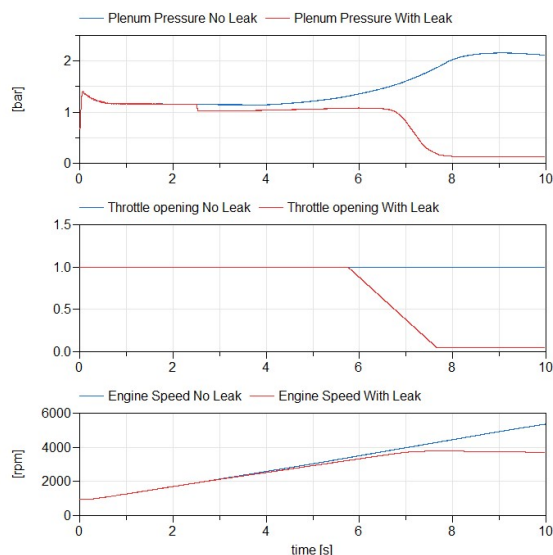 Plenum Pressure No Leak Plenum Pressure With Leak
2
[bar]
1
0
0 2 4 6 8 10
Throttle opening No Leak Throttle opening With Leak
1.5
1.0
0.5
0.0
0 2 4 6 8 10
Engine Speed No Leak Engine Speed With Leak
6000
4000
[rpm]
2000
0
0 2 4 6 8 10
time [s]